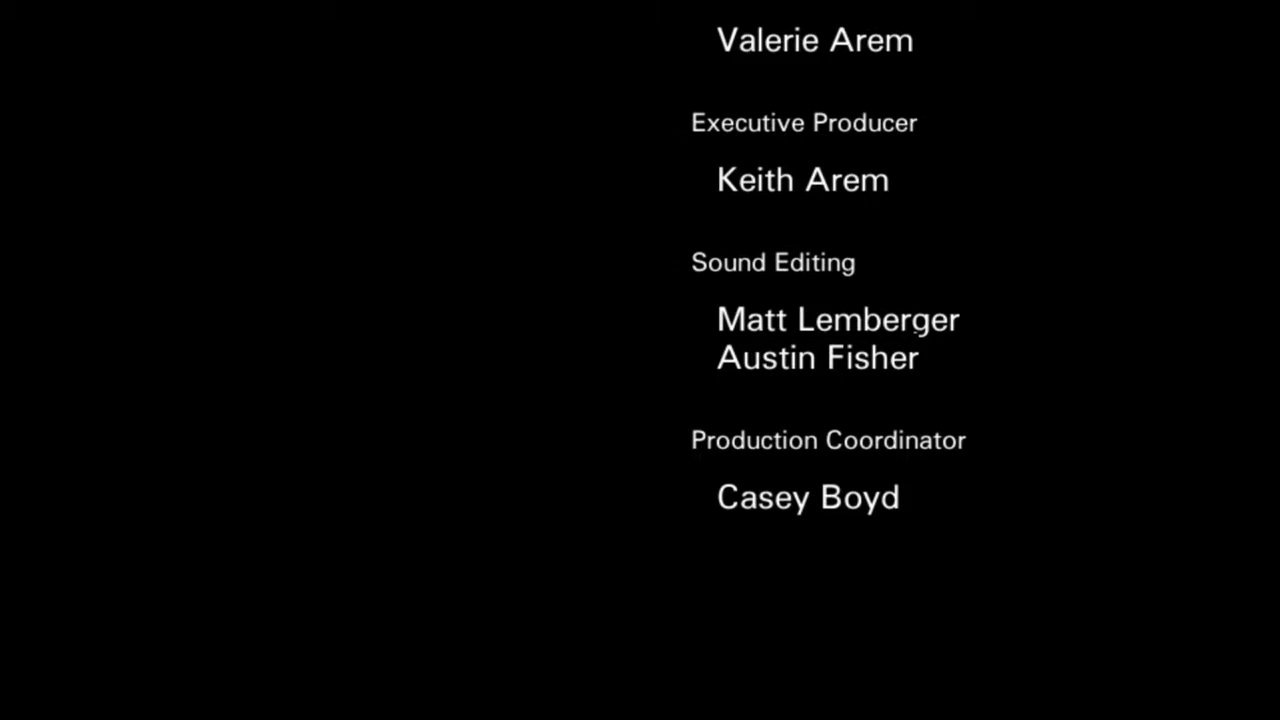 Valerie Arem
Executive Producer
Keith Arem
Sound Editing
Matt Lemberger
Austin Fisher
Production Coordinator
Casey Boyd